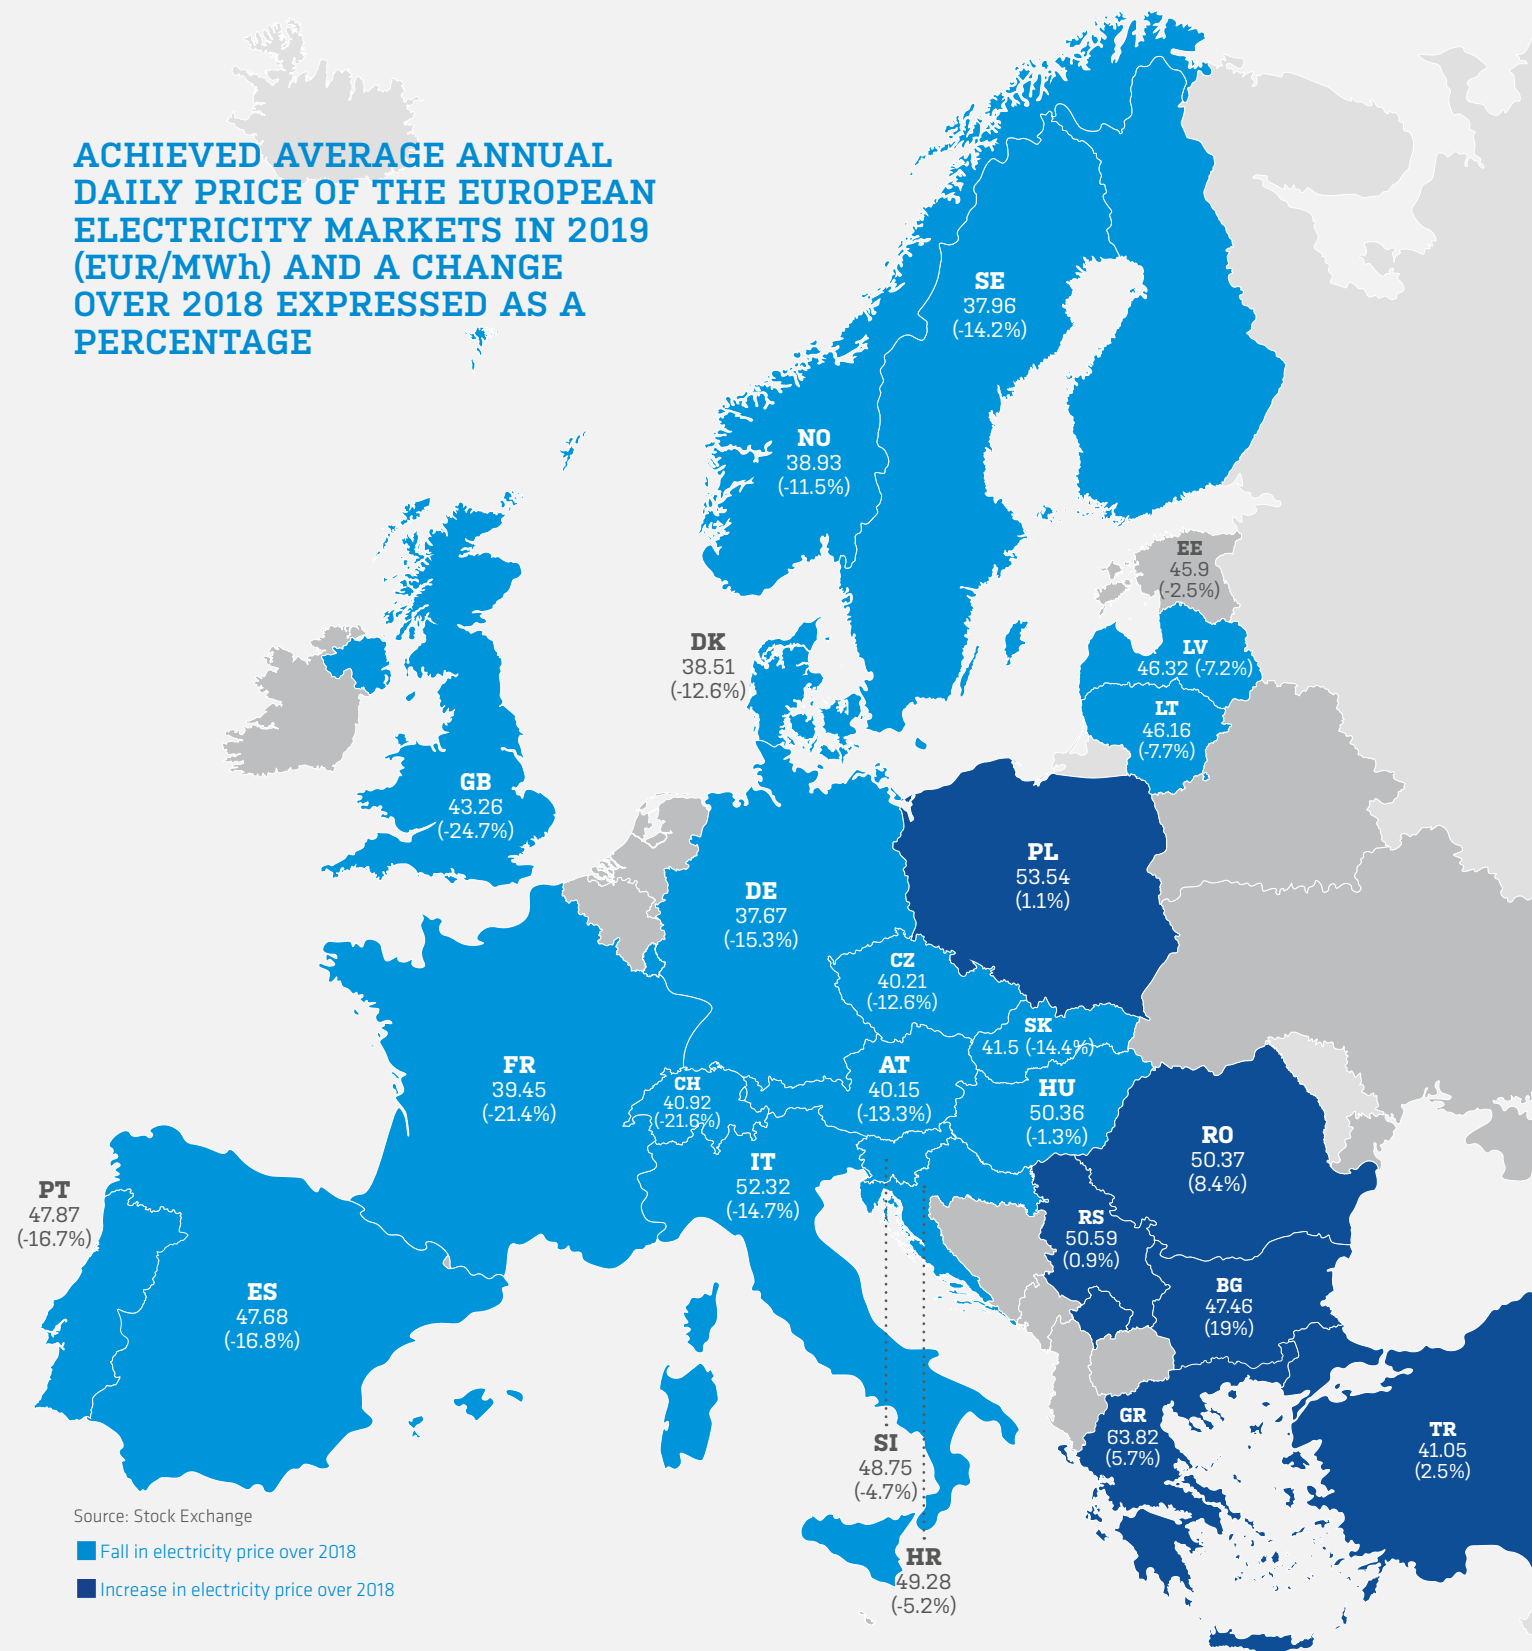 ACHIEVED AVERAGE ANNUAL
DAILY PRICE OF THE EUROPEAN
ELECTRICITY MARKETS IN 2019
(EUR/MWh) AND A CHANGE
OVER 2018 EXPRESSED AS A
PERCENTAGE
SE
37.96
(-14.2%)
NO
38.93
(-11.5%)
EE
45.9
(-2.5%)
DK
38.51
(-12.6%)
LV
46.32 (-7.2%)
LT
46.16
(-7.7%)
GB
43.26
(-24.7%)
PL
53.54
(1.1%)
DE
37.67
(-15.3%)
CZ
40.21
(-12.6%)
SK
41.5 (-14.4%)
FR
39.45
(-21.4%)
CH
40.92
(-21.6%)
AT
40.15
(-13.3%)
HU
50.36
(-1.3%)
RO
50.37
(8.4%)
IT
52.32
(-14.7%)
PT
47.87
(-16.7%)
RS
50.59
(0.9%)
ES
47.68
(-16.8%)
BG
47.46
(19%)
GR
63.82
(5.7%)
TR
41.05
(2.5%)
SI
48.75
(-4.7%)
HR
49.28
(-5.2%)
Source: Stock Exchange
Fall in electricity price over 2018
Increase in electricity price over 2018